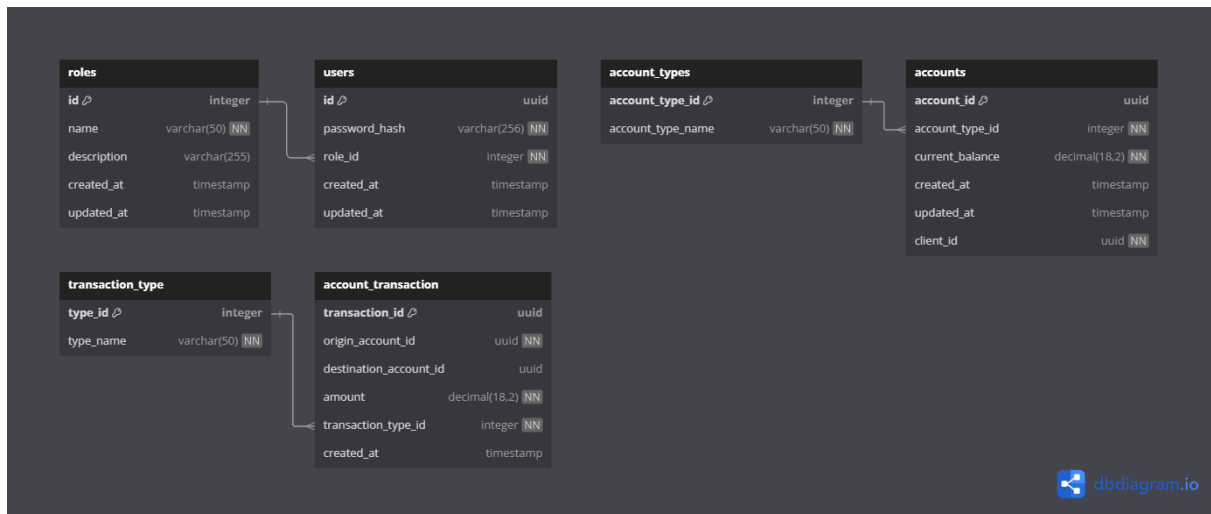 roles
id integer
name varchar(50) NN
description varchar(255)
created_at timestamp
updated_at timestamp
users
id uuid
password_hash varchar(256) NN
role_id integer NN
created_at timestamp
updated_at timestamp
account_types
account_type_id integer
account_type_name varchar(50) NN
accounts
account_id uuid
account_type_id integer NN
current_balance decimal(18,2) NN
created_at timestamp
updated_at timestamp
client_id uuid NN
transaction_type
type_id integer
type_name varchar(50) NN
account_transaction
transaction_id uuid
origin_account_id uuid NN
destination_account_id uuid
amount decimal(18,2) NN
transaction_type_id integer NN
created_at timestamp
dbdiagram.io